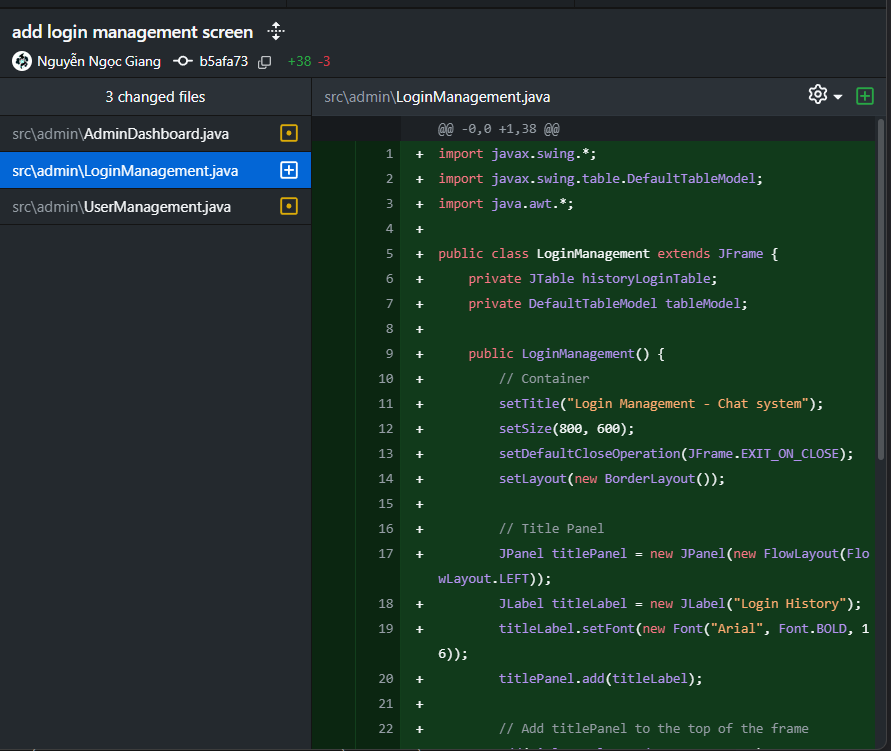 add login management screen
Nguyễn Ngọc Giang b5afa73 +38 -3
3 changed files
src\admin\AdminDashboard.java
src\admin\LoginManagement.java
src\admin\UserManagement.java
src\admin\LoginManagement.java
@@ -0,0 +1,38 @@
1 + import javax.swing.*;
2 + import javax.swing.table.DefaultTableModel;
3 + import java.awt.*;
4 +
5 + public class LoginManagement extends JFrame {
6 +     private JTable historyLoginTable;
7 +     private DefaultTableModel tableModel;
8 +
9 +     public LoginManagement() {
10 +         // Container
11 +         setTitle("Login Management - Chat system");
12 +         setSize(800, 600);
13 +         setDefaultCloseOperation(JFrame.EXIT_ON_CLOSE);
14 +         setLayout(new BorderLayout());
15 +
16 +         // Title Panel
17 +         JPanel titlePanel = new JPanel(new FlowLayout(Flo
wLayout.LEFT));
18 +         JLabel titleLabel = new JLabel("Login History");
19 +         titleLabel.setFont(new Font("Arial", Font.BOLD, 1
6));
20 +         titlePanel.add(titleLabel);
21 +
22 +         // Add titlePanel to the top of the frame